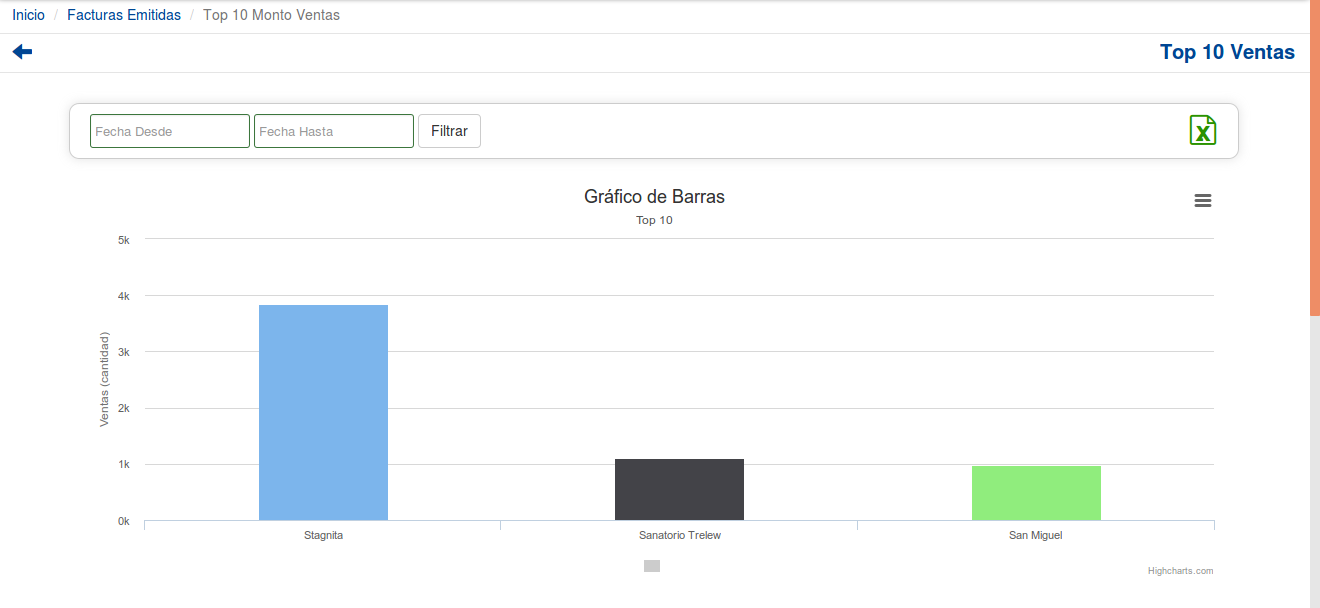 Inicio / Facturas Emitidas / Top 10 Monto Ventas
Top 10 Ventas
Fecha Desde Fecha Hasta Filtrar
X
Gráfico de Barras
Top 10
5k
4k
3k
2k
1k
0k
Ventas (cantidad)
Stagnita Sanatorio Trelew San Miguel
Highcharts.com